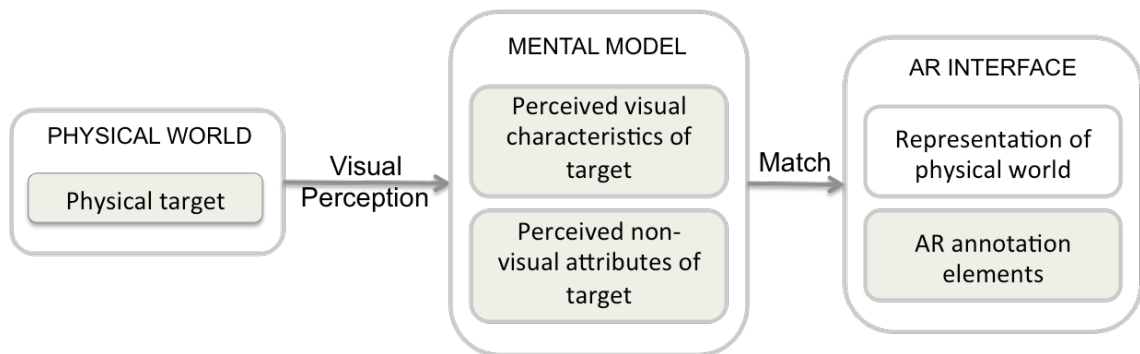 PHYSICAL WORLD
Physical target
Visual
Perception
MENTAL MODEL
Perceived visual
characteristics of
target
Perceived non-
visual attributes of
target
Match
AR INTERFACE
Representation of
physical world
AR annotation
elements